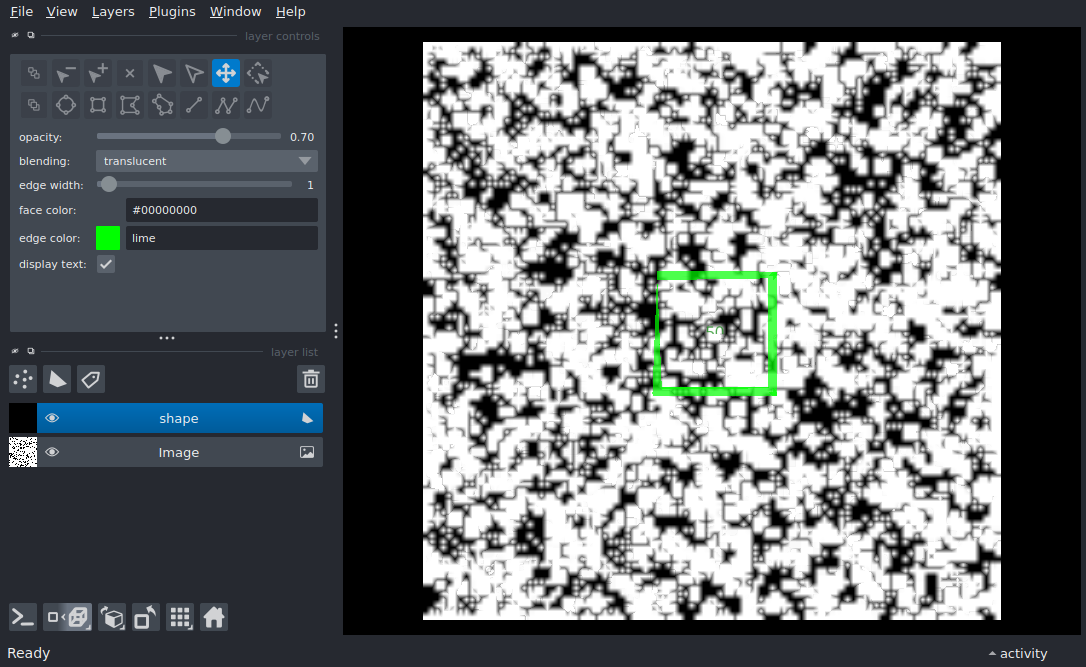 File View Layers Plugins Window Help
layer controls
opacity: 0.70
blending: translucent
edge width: 1
face color: #00000000
edge color: lime
display text:
layer list
shape
Image
Ready
activity